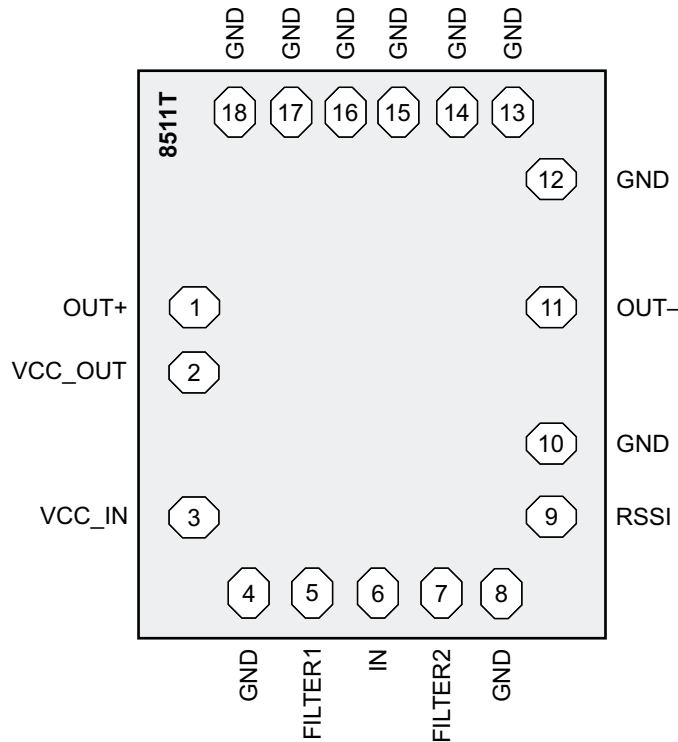 GND GND GND GND GND GND
8511T
18 17 16 15 14 13
12 GND
OUT+ 1 11 OUT–
VCC_OUT 2
10 GND
VCC_IN 3 9 RSSI
4 5 6 7 8
GND FILTER1 IN FILTER2 GND